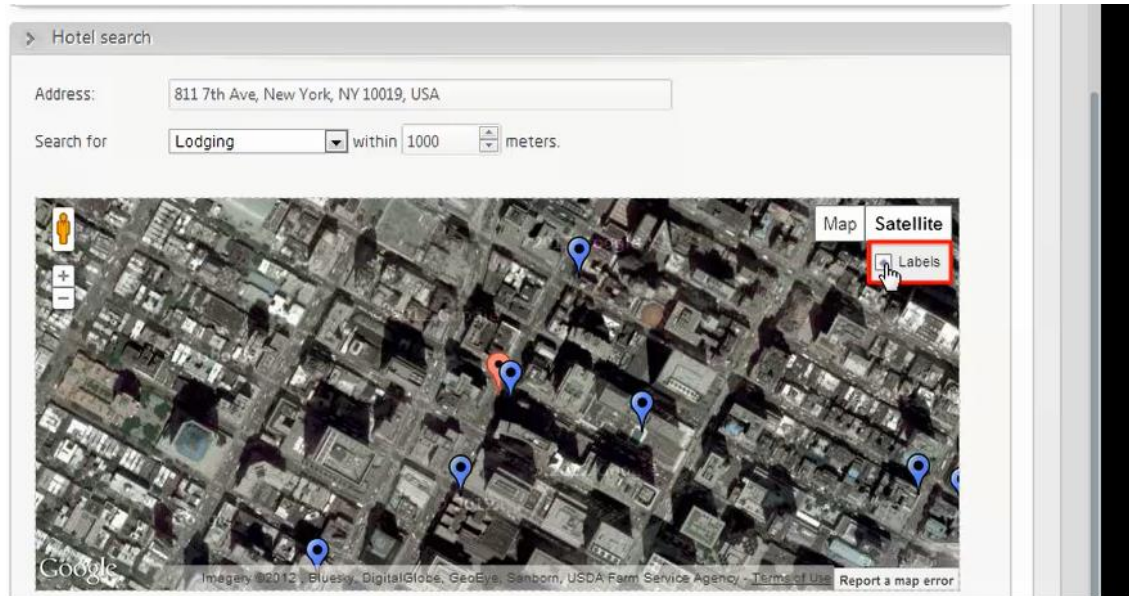 Hotel search
Address: 811 7th Ave, New York, NY 10019, USA
Search for Lodging within 1000 meters.
Map Satellite
Labels
Google
Imagery ©2012 , Bluesky, DigitalGlobe, GeoEye, Sanborn, USDA Farm Service Agency - Terms of Use Report a map error